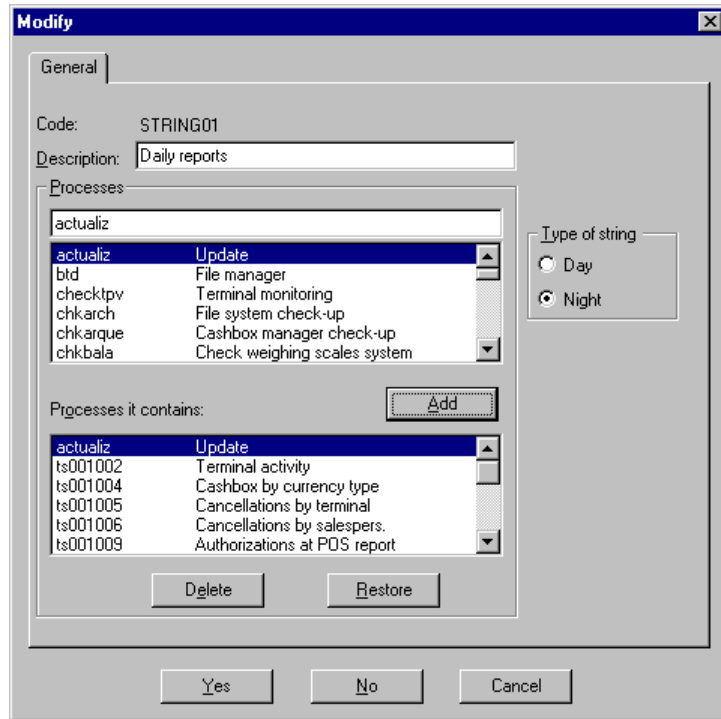 Modify
General
Code: STRING01
Description: Daily reports
Processes
actualiz
actualiz Update
btd File manager
checktpv Terminal monitoring
chkarch File system check-up
chkarque Cashbox manager check-up
chkbala Check weighing scales system
Type of string
Day
Night
Processes it contains: Add
actualiz Update
ts001002 Terminal activity
ts001004 Cashbox by currency type
ts001005 Cancellations by terminal
ts001006 Cancellations by salespers.
ts001009 Authorizations at POS report
Delete Restore
Yes No Cancel